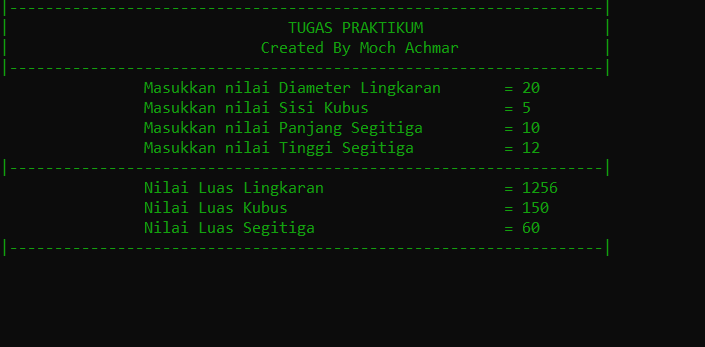 |------------------------------------------------------------------|
| TUGAS PRAKTIKUM |
| Created By Moch Achmar |
|------------------------------------------------------------------|
Masukkan nilai Diameter Lingkaran = 20
Masukkan nilai Sisi Kubus = 5
Masukkan nilai Panjang Segitiga = 10
Masukkan nilai Tinggi Segitiga = 12
|------------------------------------------------------------------|
Nilai Luas Lingkaran = 1256
Nilai Luas Kubus = 150
Nilai Luas Segitiga = 60
|------------------------------------------------------------------|